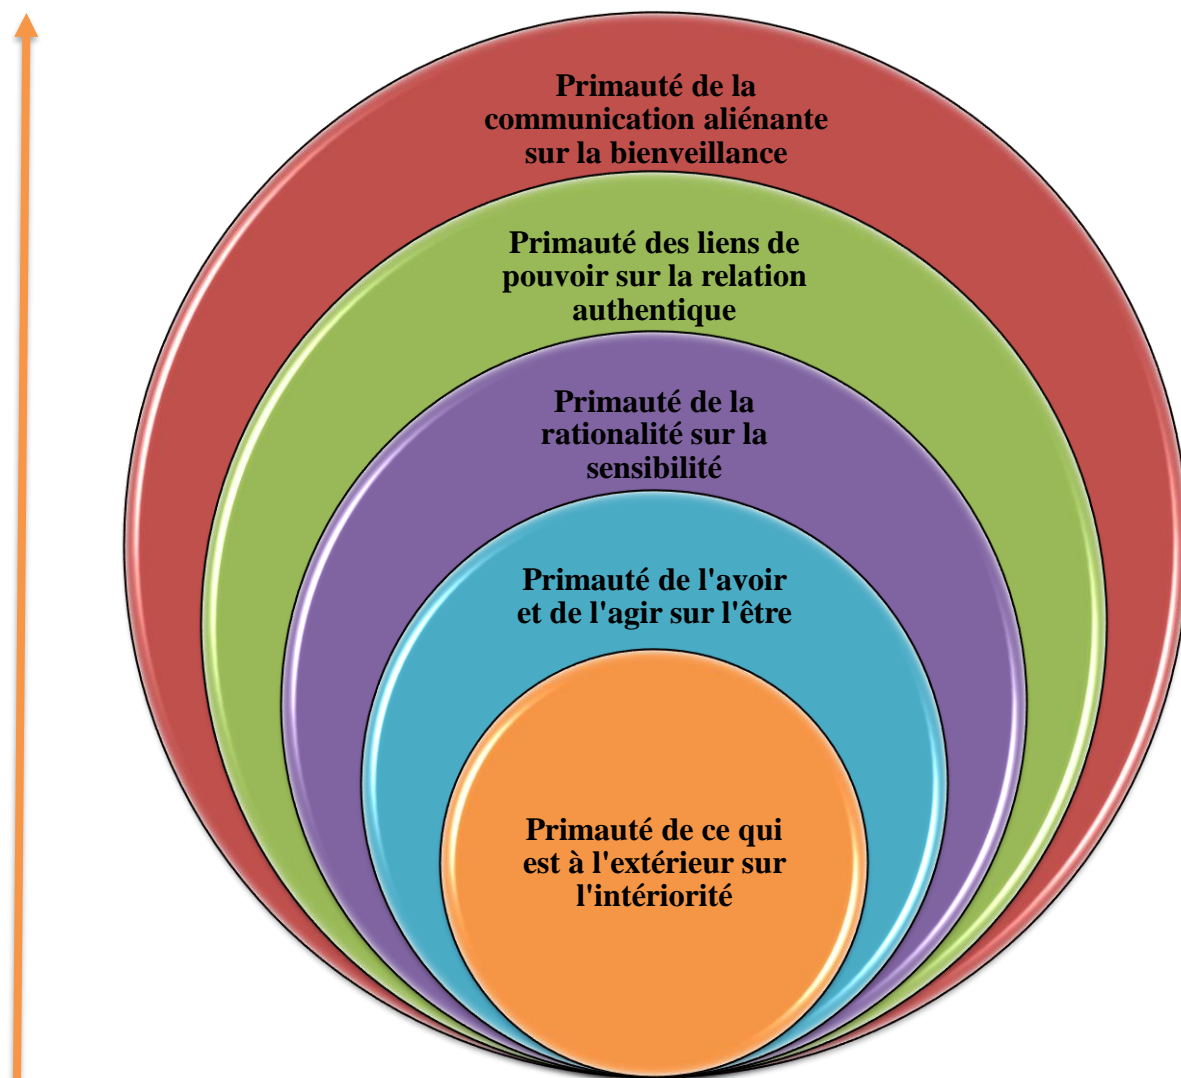 Primauté de la
communication aliénante
sur la bienveillance
Primauté des liens de
pouvoir sur la relation
authentique
Primauté de la
rationalité sur la
sensibilité
Primauté de l'avoir
et de l'agir sur l'être
Primauté de ce qui
est à l'extérieur sur
l'intériorité